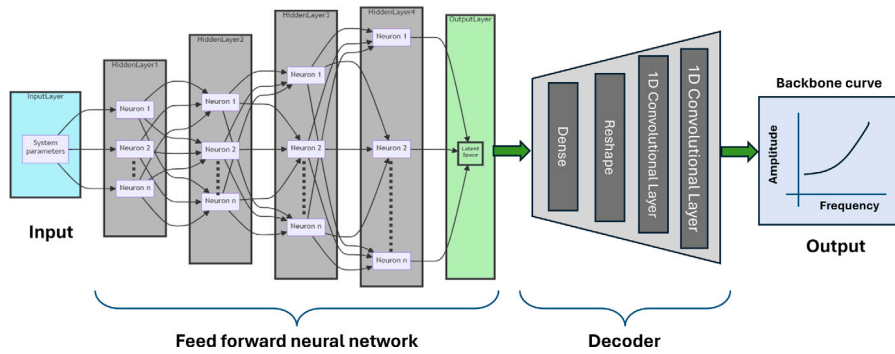 InputLayer
System
parameters
Input
HiddenLayer1
Neuron 1
Neuron 2
Neuron n
HiddenLayer2
Neuron 1
Neuron 2
Neuron n
HiddenLayer3
Neuron 1
Neuron 2
Neuron n
HiddenLayer4
Neuron 1
Neuron 2
Neuron n
OutputLayer
Latent
Space
Feed forward neural network
Dense
Reshape
1D Convolutional Layer
1D Convolutional Layer
Decoder
Backbone curve
Amplitude
Frequency
Output